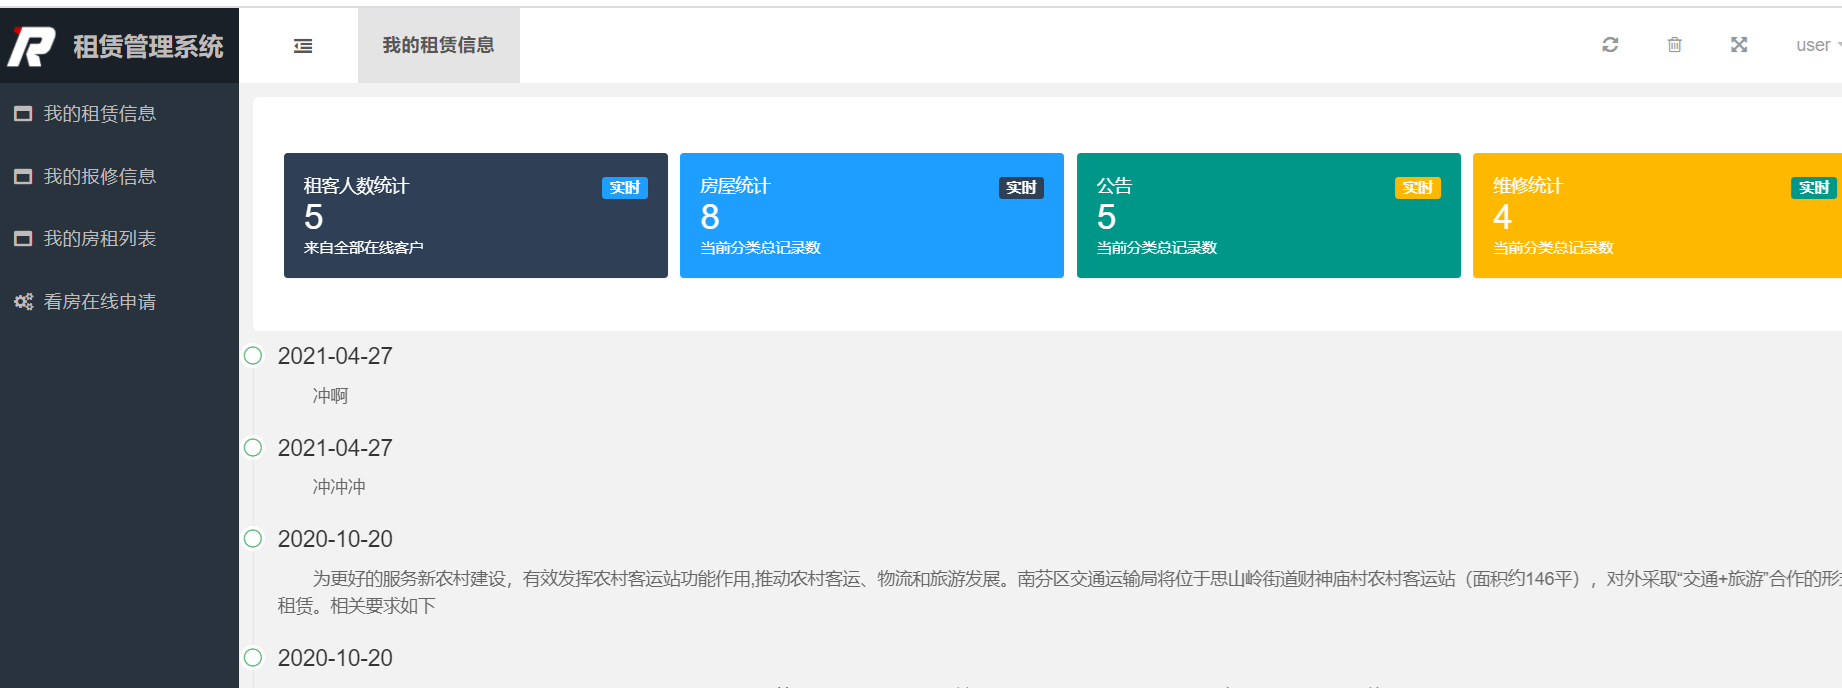 租赁管理系统
我的租赁信息
user
我的租赁信息
我的报修信息
我的房租列表
看房在线申请
租客人数统计
实时
5
来自全部在线客户
房屋统计
实时
8
当前分类总记录数
公告
实时
5
当前分类总记录数
维修统计
实时
4
当前分类总记录数
2021-04-27
冲啊
2021-04-27
冲冲冲
2020-10-20
为更好的服务新农村建设，有效发挥农村客运站功能作用,推动农村客运、物流和旅游发展。南芬区交通运输局将位于思山岭街道财神庙村农村客运站（面积约146平），对外采取“交通+旅游”合作的形
租赁。相关要求如下
2020-10-20